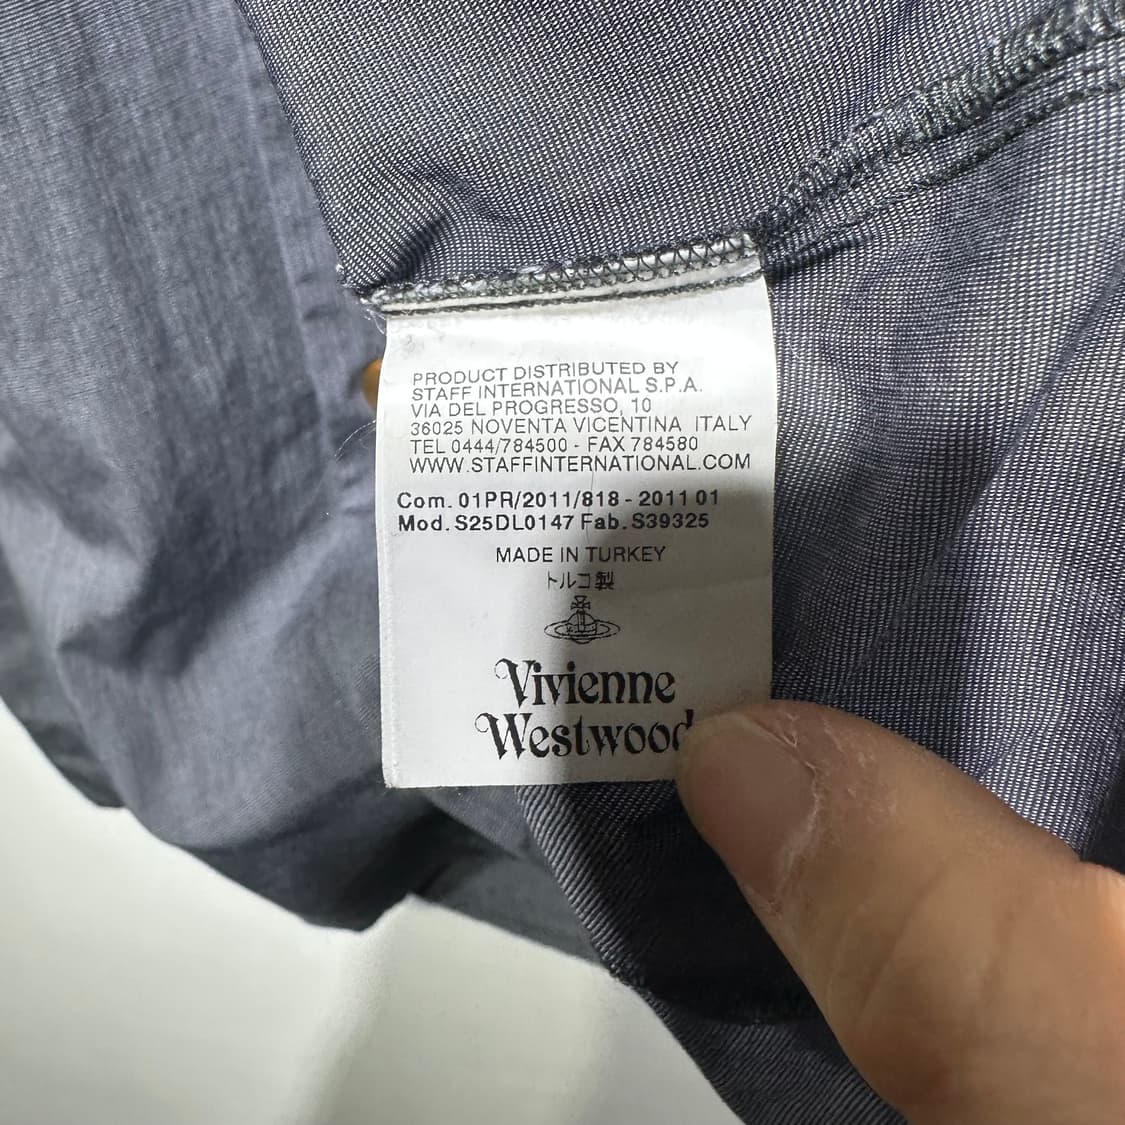 PRODUCT DISTRIBUTED BY
STAFF INTERNATIONAL S.P.A.
VIA DEL PROGRESSO, 10
36025 NOVENTA VICENTINA ITALY
TEL 0444/784500 - FAX 784580
WWW.STAFFINTERNATIONAL.COM
Com. 01PR/2011/818 - 2011 01
Mod. S25DL0147 Fab. S39325
MADE IN TURKEY
トルコ製
Vivienne
Westwood